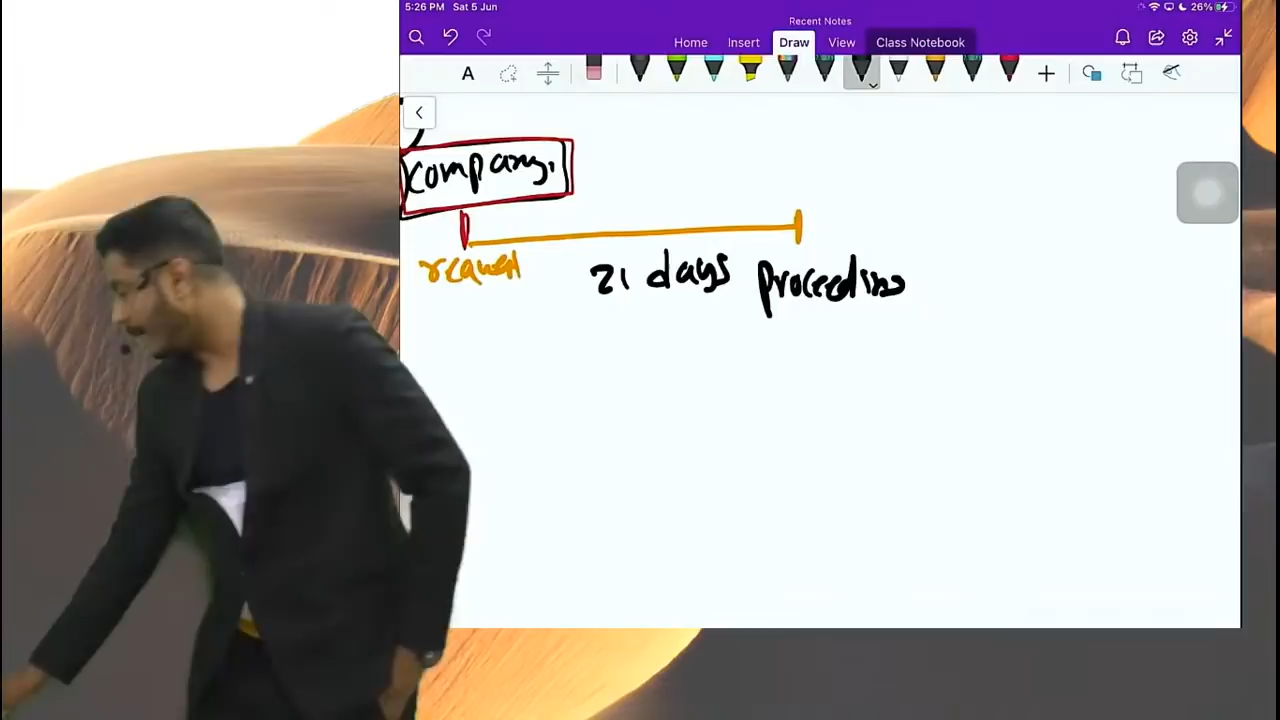 5:26 PM Sat 5 Jun
26%
Recent Notes
Home Insert Draw View Class Notebook
A
company.
21 days proceedings